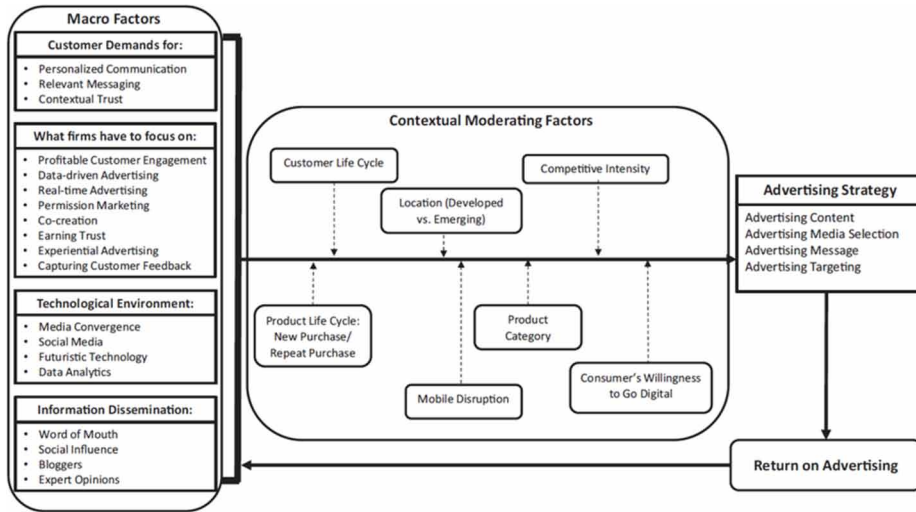 Macro Factors
Customer Demands for:
• Personalized Communication
• Relevant Messaging
• Contextual Trust
What firms have to focus on:
• Profitable Customer Engagement
• Data-driven Advertising
• Real-time Advertising
• Permission Marketing
• Co-creation
• Earning Trust
• Experiential Advertising
• Capturing Customer Feedback
Technological Environment:
• Media Convergence
• Social Media
• Futuristic Technology
• Data Analytics
Information Dissemination:
• Word of Mouth
• Social Influence
• Bloggers
• Expert Opinions
Contextual Moderating Factors
Customer Life Cycle
Competitive Intensity
Location (Developed
vs. Emerging)
Product Life Cycle:
New Purchase/
Repeat Purchase
Product
Category
Mobile Disruption
Consumer's Willingness
to Go Digital
Advertising Strategy
Advertising Content
Advertising Media Selection
Advertising Message
Advertising Targeting
Return on Advertising